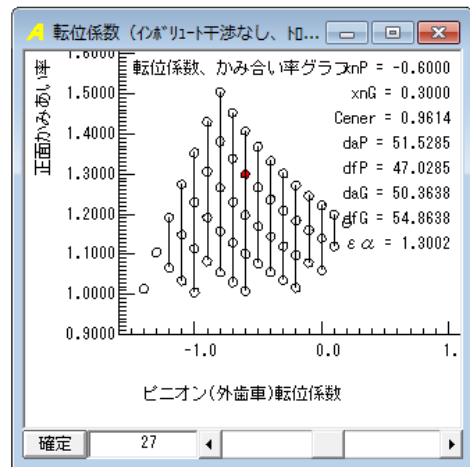 転位係数 (インボリュート干渉なし、トロ...
転位係数、かみ合い率グラフ
xnP = -0.6000
xnG = 0.3000
Cener = 0.9614
daP = 51.5285
dfP = 47.0285
daG = 50.3638
dfG = 54.8638
εα = 1.3002
正面かみあい率
1.6000
1.5000
1.4000
1.3000
1.2000
1.1000
1.0000
0.9000
-1.0
0.0
1.
ピニオン(外歯車)転位係数
確定
27